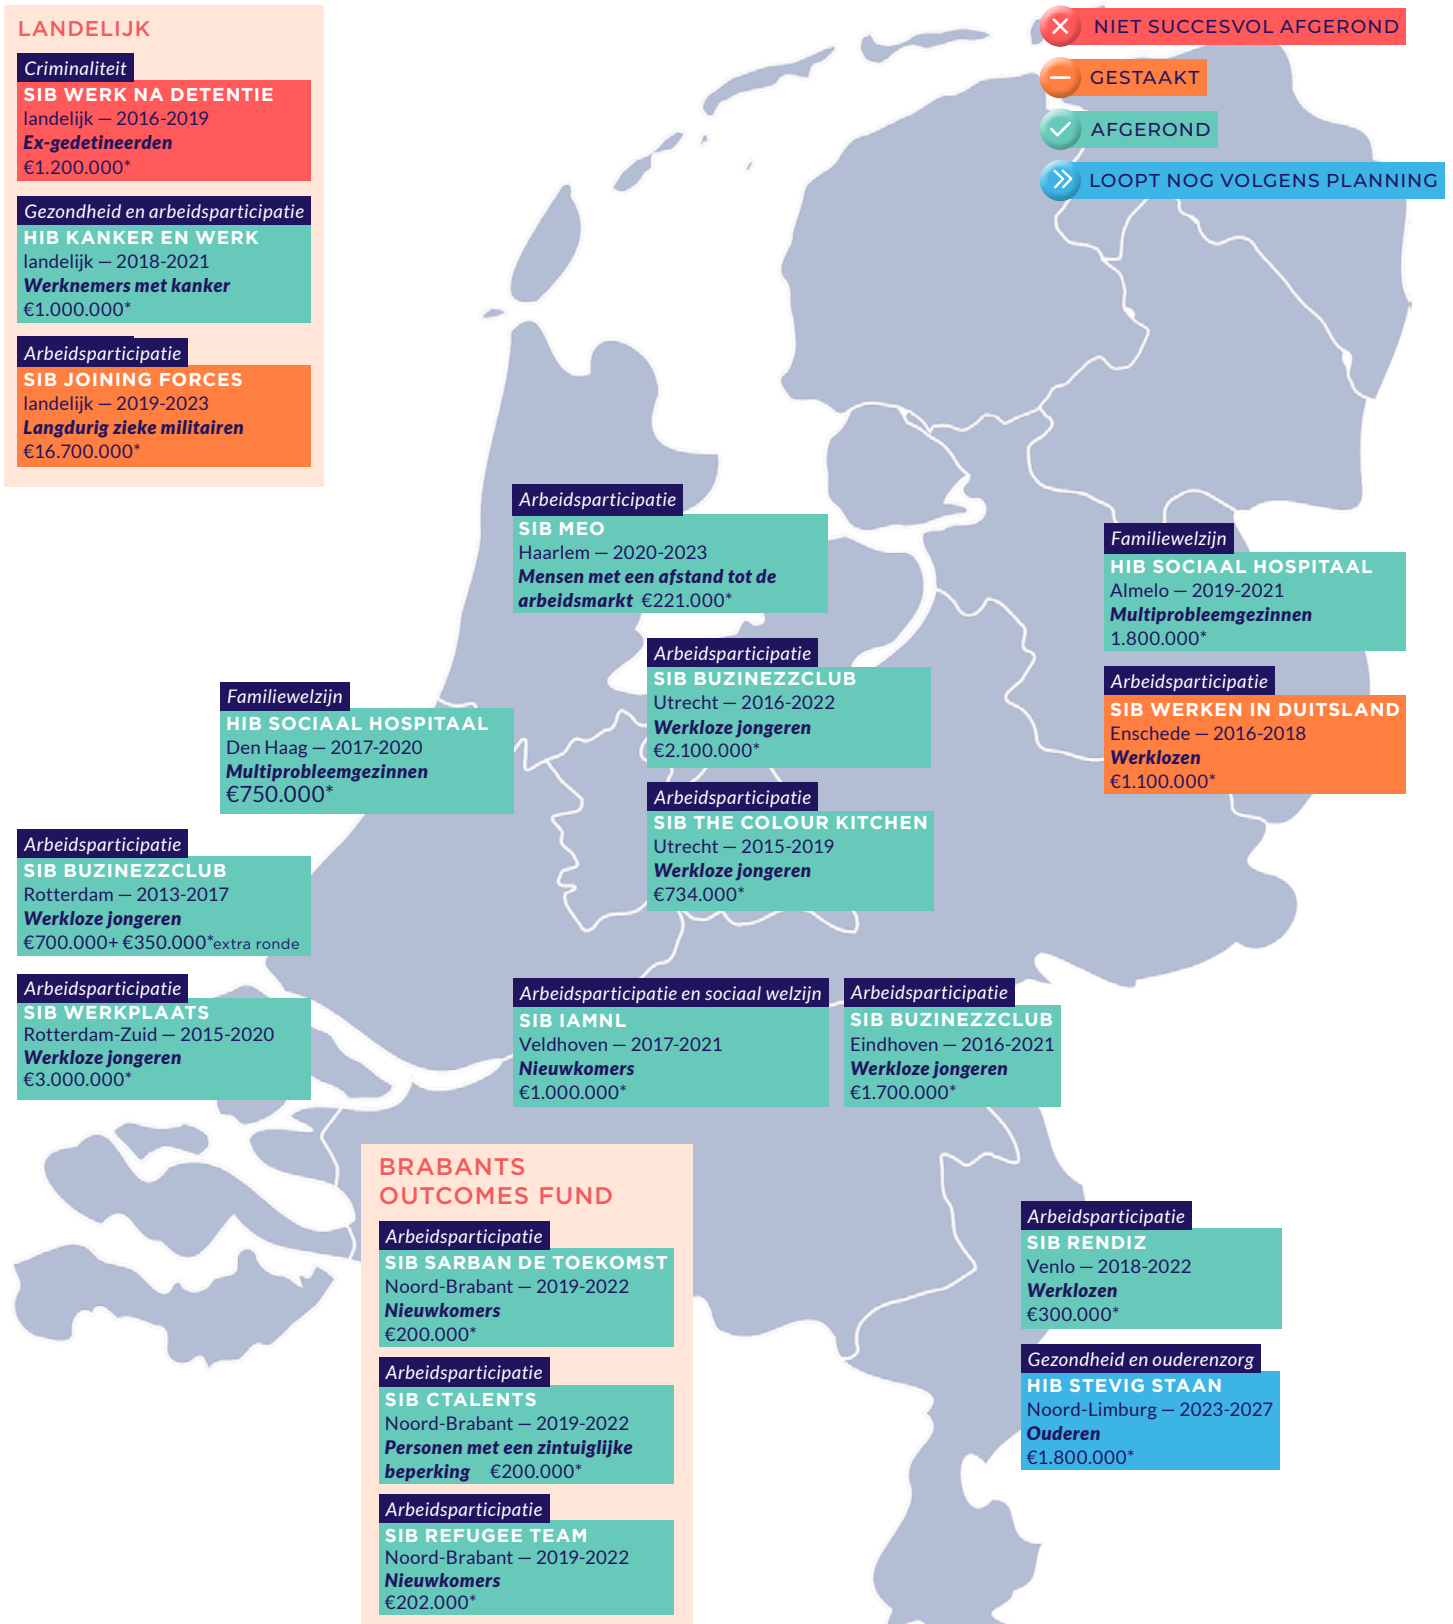 LANDELIJK
Criminaliteit
SIB WERK NA DETENTIE
landelijk — 2016-2019
Ex-gedetineerden
€1.200.000*
Gezondheid en arbeidsparticipatie
HIB KANKER EN WERK
landelijk — 2018-2021
Werknemers met kanker
€1.000.000*
Arbeidsparticipatie
SIB JOINING FORCES
landelijk — 2019-2023
Langdurig zieke militairen
€16.700.000*
NIET SUCCESVOL AFGEROND
GESTAAKT
AFGEROND
LOOPT NOG VOLGENS PLANNING
Arbeidsparticipatie
SIB MEO
Haarlem — 2020-2023
Mensen met een afstand tot de
arbeidsmarkt €221.000*
Familiewelzijn
HIB SOCIAAL HOSPITAAL
Almelo — 2019-2021
Multiprobleemgezinnen
1.800.000*
Arbeidsparticipatie
SIB BUZINEZZCLUB
Utrecht — 2016-2022
Werkloze jongeren
€2.100.000*
Arbeidsparticipatie
SIB WERKEN IN DUITSLAND
Enschede — 2016-2018
Werklozen
€1.100.000*
Familiewelzijn
HIB SOCIAAL HOSPITAAL
Den Haag — 2017-2020
Multiprobleemgezinnen
€750.000*
Arbeidsparticipatie
SIB THE COLOUR KITCHEN
Utrecht — 2015-2019
Werkloze jongeren
€734.000*
Arbeidsparticipatie
SIB BUZINEZZCLUB
Rotterdam — 2013-2017
Werkloze jongeren
€700.000+ €350.000*extra ronde
Arbeidsparticipatie
SIB WERKPLAATS
Rotterdam-Zuid — 2015-2020
Werkloze jongeren
€3.000.000*
Arbeidsparticipatie en sociaal welzijn
SIB IAMNL
Veldhoven — 2017-2021
Nieuwkomers
€1.000.000*
Arbeidsparticipatie
SIB BUZINEZZCLUB
Eindhoven — 2016-2021
Werkloze jongeren
€1.700.000*
BRABANTS
OUTCOMES FUND
Arbeidsparticipatie
SIB SARBAN DE TOEKOMST
Noord-Brabant — 2019-2022
Nieuwkomers
€200.000*
Arbeidsparticipatie
SIB CTALENTS
Noord-Brabant — 2019-2022
Personen met een zintuiglijke
beperking €200.000*
Arbeidsparticipatie
SIB REFUGEE TEAM
Noord-Brabant — 2019-2022
Nieuwkomers
€202.000*
Arbeidsparticipatie
SIB RENDIZ
Venlo — 2018-2022
Werklozen
€300.000*
Gezondheid en ouderenzorg
HIB STEVIG STAAN
Noord-Limburg — 2023-2027
Ouderen
€1.800.000*